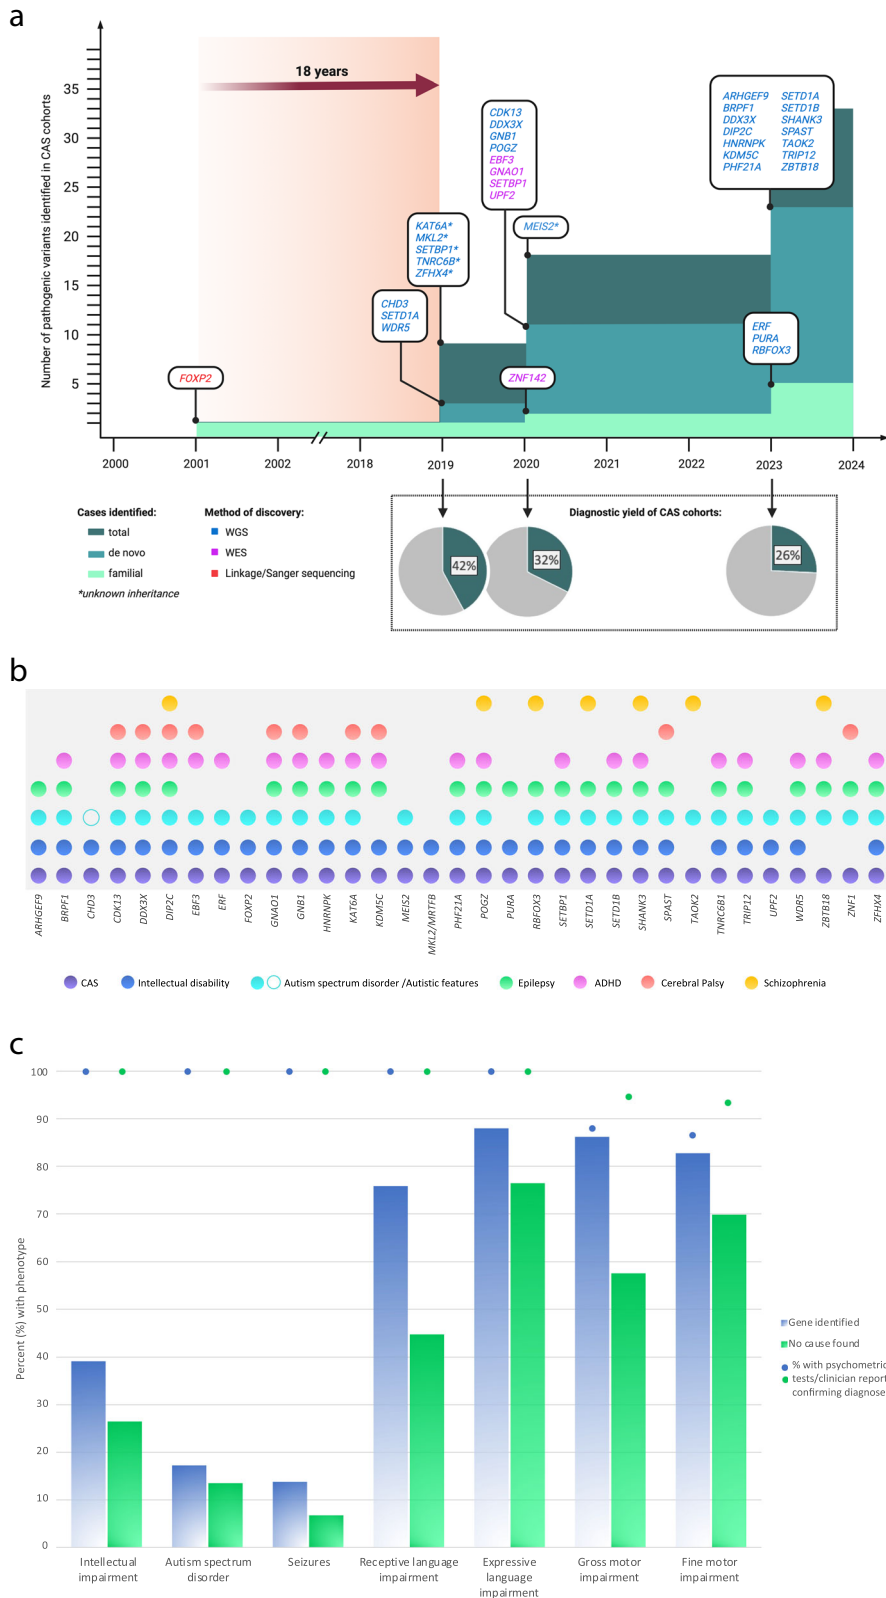 a
18 years
Number of pathogenic variants identified in CAS cohorts
35
30
25
20
15
10
5
FOXP2
CHD3
SETD1A
WDR5
KAT6A*
MKL2*
SETBP1*
TNRC6B*
ZFHX4*
CDK13
DDX3X
GNB1
POGZ
EBF3
GNAO1
SETBP1
UPF2
MEIS2*
ZNF142
ARHGEF9 SETD1A
BRPF1 SETD1B
DDX3X SHANK3
DIP2C SPAST
HNRNPK TAOK2
KDM5C TRIP12
PHF21A ZBTB18
ERF
PURA
RBFOX3
2000 2001 2002 2018 2019 2020 2021 2022 2023 2024
Cases identified:
total
de novo
familial
*unknown inheritance
Method of discovery:
WGS
WES
Linkage/Sanger sequencing
Diagnostic yield of CAS cohorts:
42%
32%
26%
b
ARHGEF9
BRPF1
CHD3
CDK13
DDX3X
DIP2C
EBF3
ERF
FOXP2
GNAO1
GNB1
HNRNPK
KAT6A
KDM5C
MEIS2
MKL2/MRTFB
PHF21A
POGZ
PURA
RBFOX3
SETBP1
SETD1A
SETD1B
SHANK3
SPAST
TAOK2
TNRC6B1
TRIP12
UPF2
WDR5
ZBTB18
ZNF1
ZFHX4
CAS
Intellectual disability
Autism spectrum disorder /Autistic features
Epilepsy
ADHD
Cerebral Palsy
Schizophrenia
c
Percent (%) with phenotype
100
90
80
70
60
50
40
30
20
10
0
Intellectual
impairment
Autism spectrum
disorder
Seizures
Receptive language
impairment
Expressive
language
impairment
Gross motor
impairment
Fine motor
impairment
Gene identified
No cause found
% with psychometric
tests/clinician report
confirming diagnose